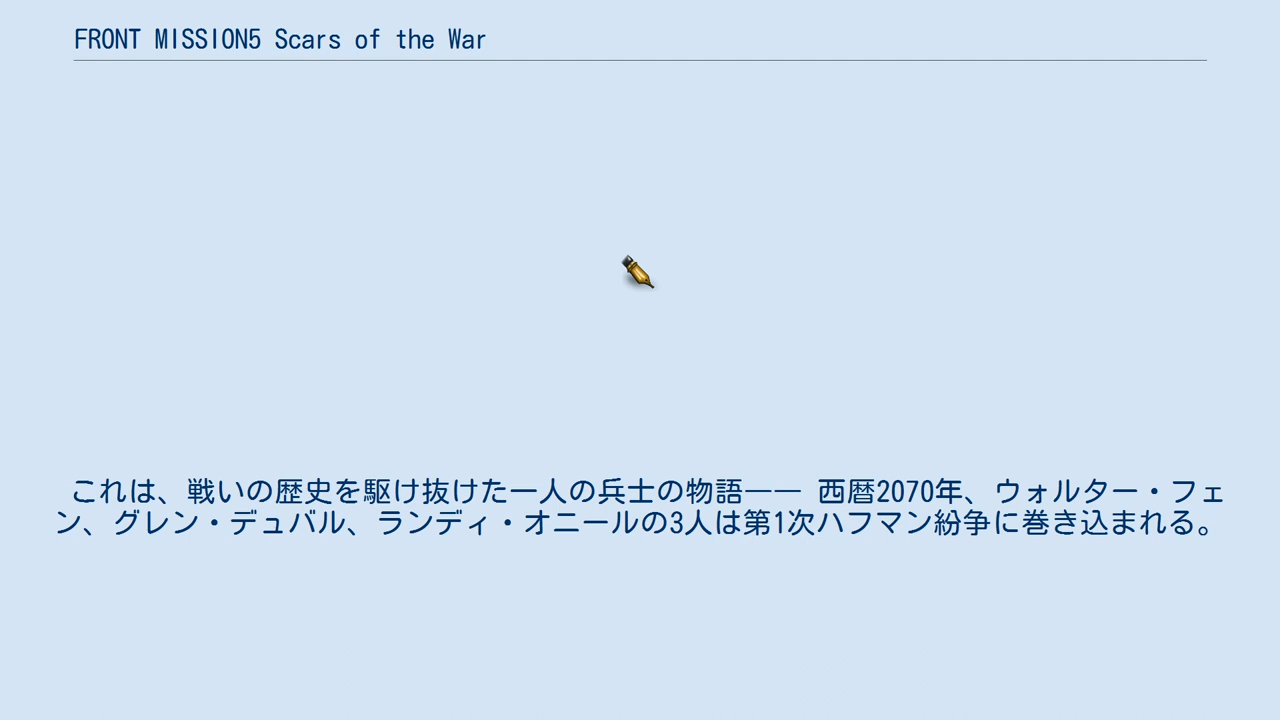 FRONT MISSION5 Scars of the War
これは、戦いの歴史を駆け抜けた一人の兵士の物語―― 西暦2070年、ウォルター・フェ
ン、グレン・デュバル、ランディ・オニールの3人は第1次ハフマン紛争に巻き込まれる。